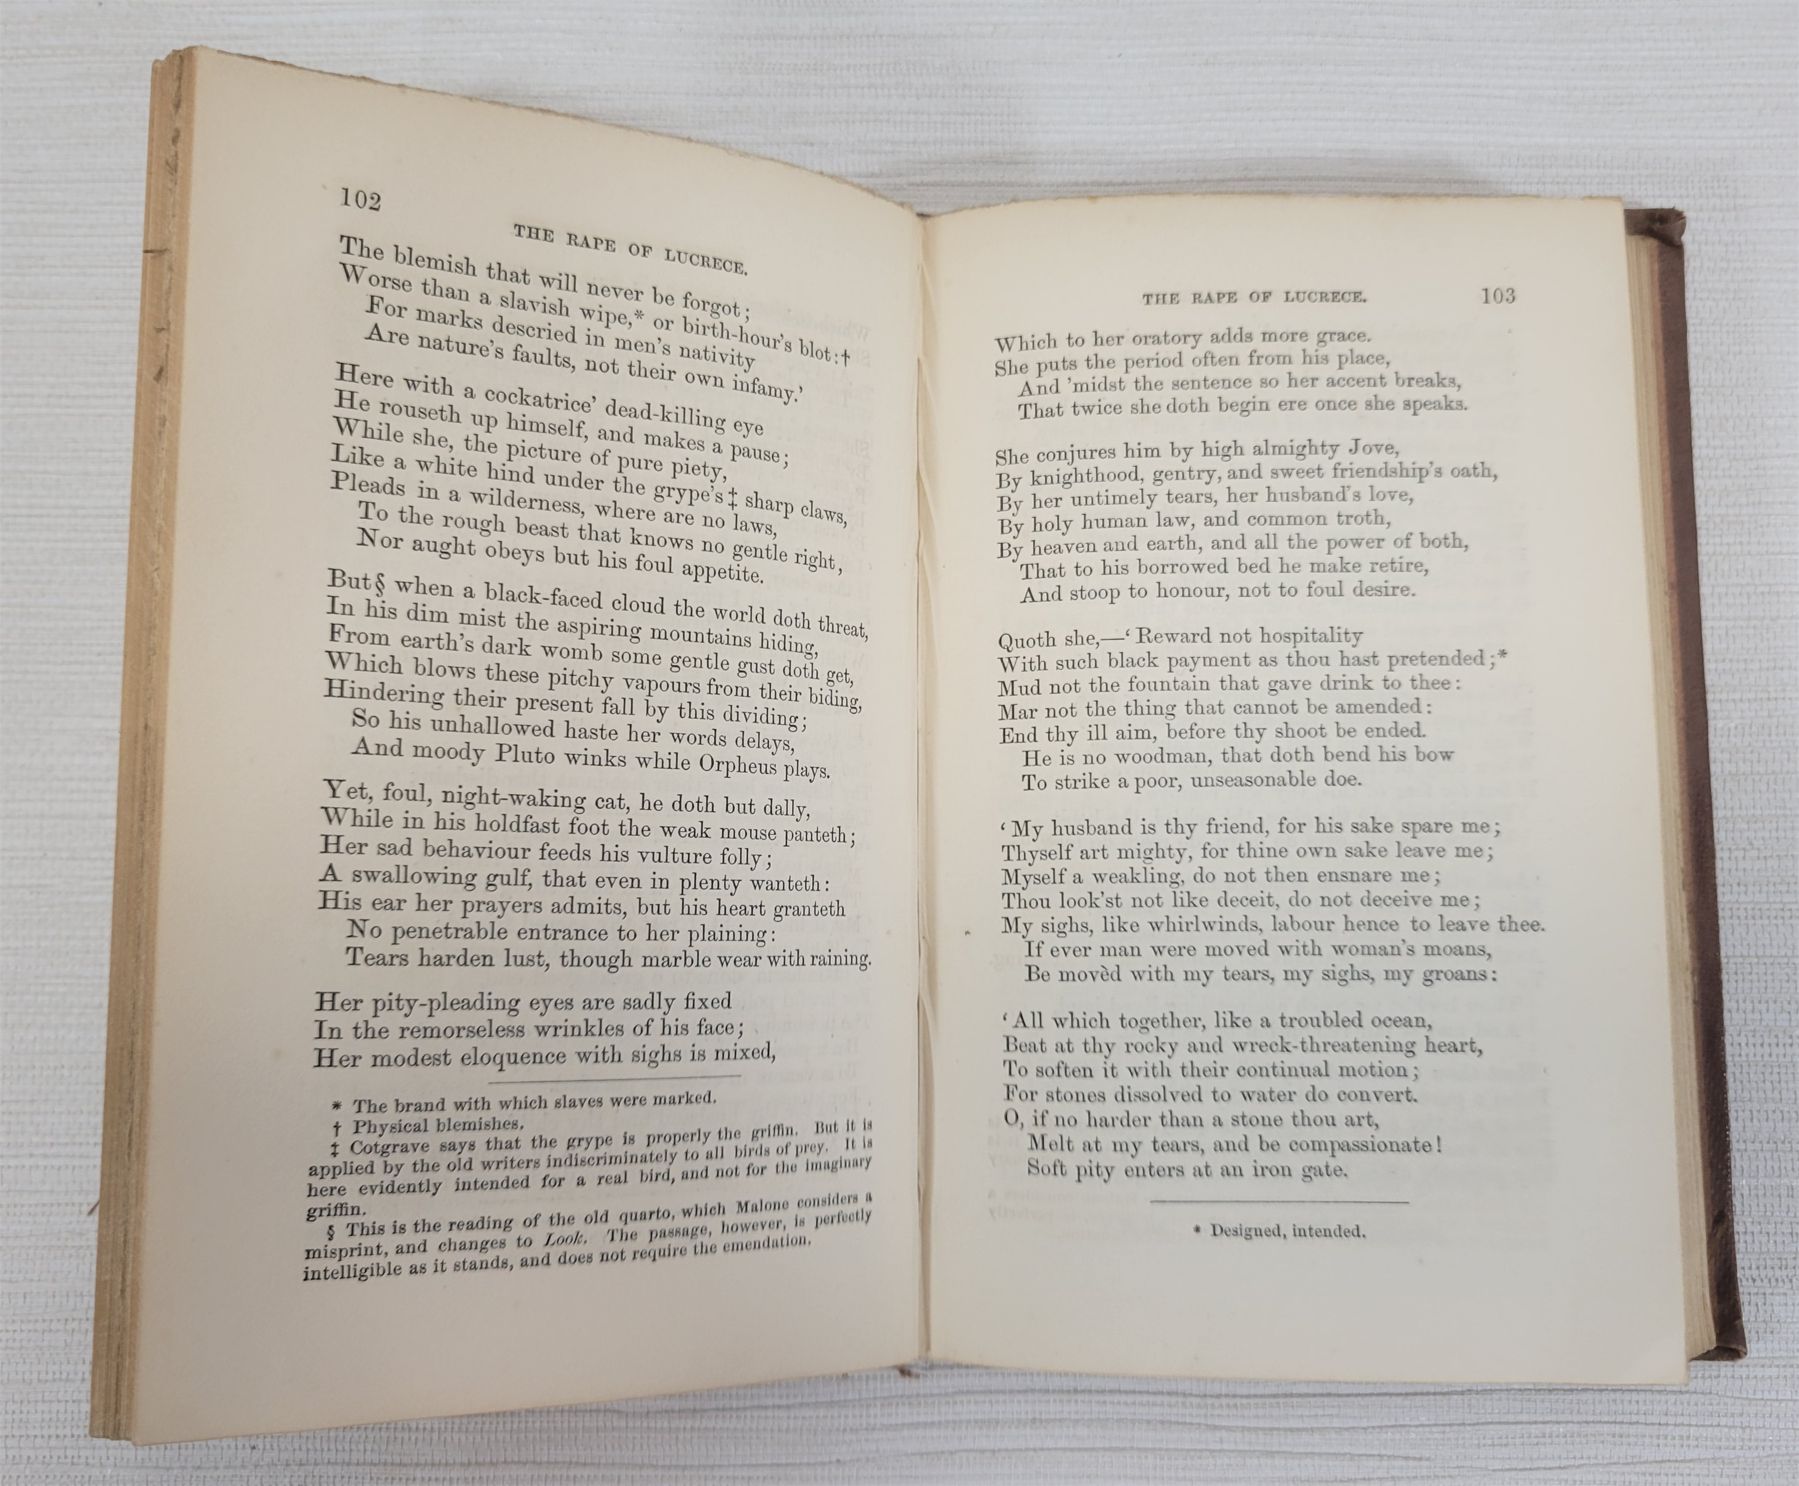 102
THE RAPE OF LUCRECE.
The blemish that will never be forgot;
Worse than a slavish wipe,* or birth-hour's blot:†
For marks descried in men's nativity
Are nature's faults, not their own infamy.'
Here with a cockatrice' dead-killing eye
He rouseth up himself, and makes a pause;
While she, the picture of pure piety,
Like a white hind under the grype's‡ sharp claws,
Pleads in a wilderness, where are no laws,
To the rough beast that knows no gentle right,
Nor aught obeys but his foul appetite.
But§ when a black-faced cloud the world doth threat,
In his dim mist the aspiring mountains hiding,
From earth's dark womb some gentle gust doth get,
Which blows these pitchy vapours from their biding,
Hindering their present fall by this dividing;
So his unhallowed haste her words delays,
And moody Pluto winks while Orpheus plays.
Yet, foul, night-waking cat, he doth but dally,
While in his holdfast foot the weak mouse panteth;
Her sad behaviour feeds his vulture folly;
A swallowing gulf, that even in plenty wanteth:
His ear her prayers admits, but his heart granteth
No penetrable entrance to her plaining:
Tears harden lust, though marble wear with raining.
Her pity-pleading eyes are sadly fixed
In the remorseless wrinkles of his face;
Her modest eloquence with sighs is mixed,
* The brand with which slaves were marked.
† Physical blemishes.
‡ Cotgrave says that the grype is properly the griffin. But it is
applied by the old writers indiscriminately to all birds of prey. It is
here evidently intended for a real bird, and not for the imaginary
griffin.
§ This is the reading of the old quarto, which Malone considers a
misprint, and changes to Look. The passage, however, is perfectly
intelligible as it stands, and does not require the emendation.
THE RAPE OF LUCRECE.
103
Which to her oratory adds more grace.
She puts the period often from his place,
And 'midst the sentence so her accent breaks,
That twice she doth begin ere once she speaks.
She conjures him by high almighty Jove,
By knighthood, gentry, and sweet friendship's oath,
By her untimely tears, her husband's love,
By holy human law, and common troth,
By heaven and earth, and all the power of both,
That to his borrowed bed he make retire,
And stoop to honour, not to foul desire.
Quoth she,—'Reward not hospitality
With such black payment as thou hast pretended;*
Mud not the fountain that gave drink to thee:
Mar not the thing that cannot be amended:
End thy ill aim, before thy shoot be ended.
He is no woodman, that doth bend his bow
To strike a poor, unseasonable doe.
'My husband is thy friend, for his sake spare me;
Thyself art mighty, for thine own sake leave me;
Myself a weakling, do not then ensnare me;
Thou look'st not like deceit, do not deceive me;
My sighs, like whirlwinds, labour hence to leave thee.
If ever man were moved with woman's moans,
Be movèd with my tears, my sighs, my groans:
'All which together, like a troubled ocean,
Beat at thy rocky and wreck-threatening heart,
To soften it with their continual motion;
For stones dissolved to water do convert.
O, if no harder than a stone thou art,
Melt at my tears, and be compassionate!
Soft pity enters at an iron gate.
* Designed, intended.